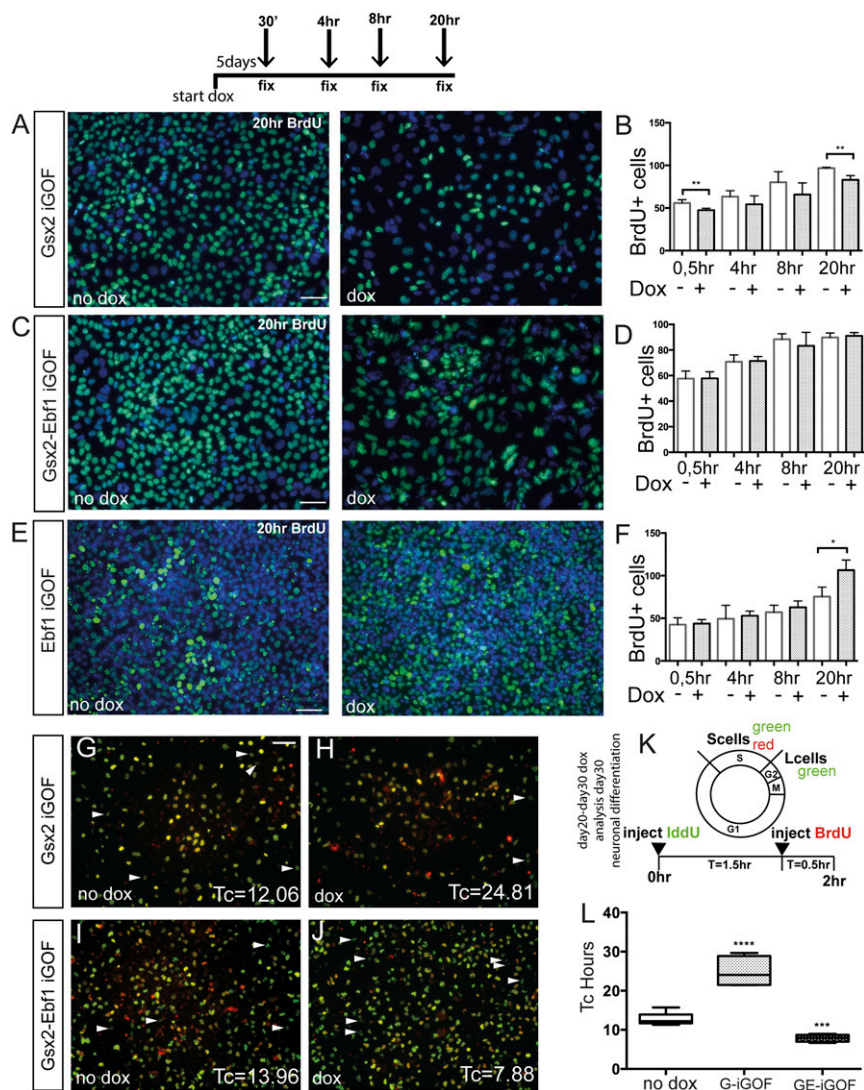 30' 4hr 8hr 20hr
5days
fix fix fix fix
start dox
A
Gsx2 iGOF
20hr BrdU
no dox
dox
B
BrdU+ cells
100
50
0
**
**
0,5hr 4hr 8hr 20hr
Dox - + - + - + - +
C
Gsx2-Ebf1 iGOF
20hr BrdU
no dox
dox
D
BrdU+ cells
100
80
60
40
20
0
0,5hr 4hr 8hr 20hr
Dox - + - + - + - +
E
Ebf1 iGOF
20hr BrdU
no dox
dox
F
BrdU+ cells
150
100
50
0
*
0,5hr 4hr 8hr 20hr
Dox - + - + - + - +
G
Gsx2 iGOF
no dox
Tc=12.06
H
dox
Tc=24.81
I
Gsx2-Ebf1 iGOF
no dox
Tc=13.96
J
dox
Tc=7.88
day20-day30 dox
analysis day30
neuronal differentiation
K
green
Scells red
Lcells
green
S
G2
M
G1
inject IddU
inject BrdU
T=1.5hr
T=0.5hr
0hr
2hr
L
Tc Hours
40
30
20
10
0
****
***
no dox G-iGOF GE-iGOF